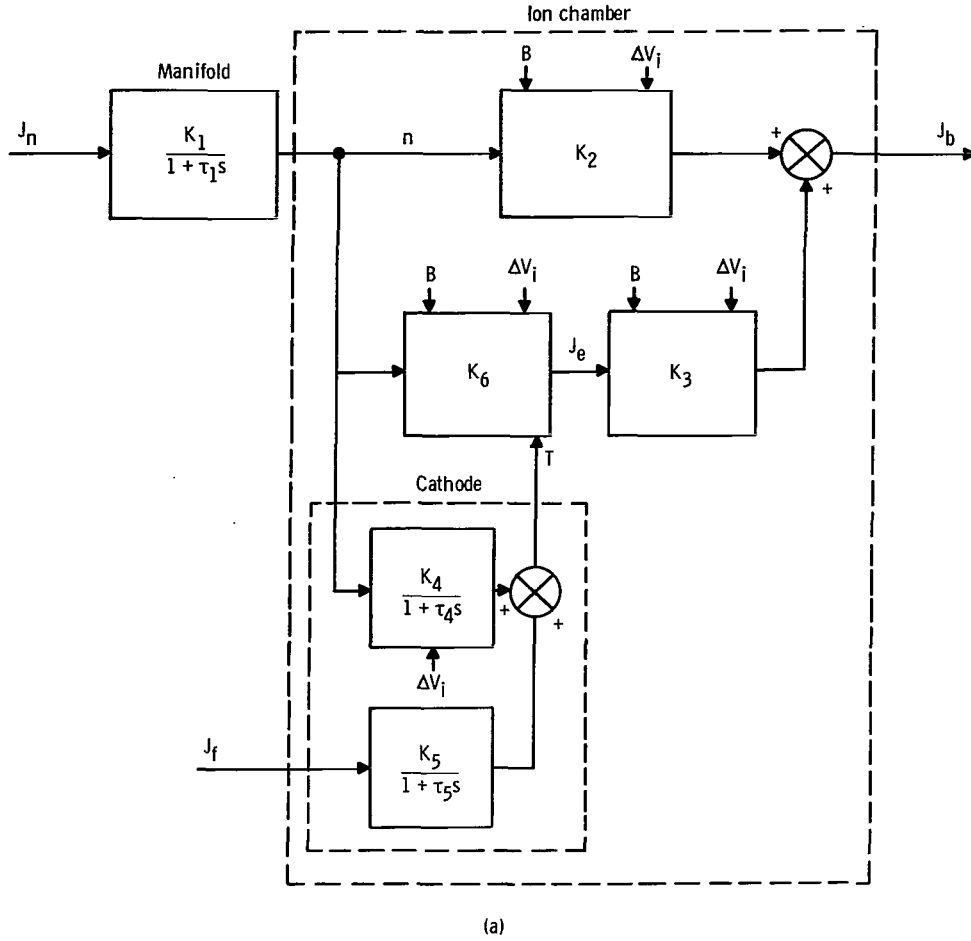 Ion chamber
Manifold
B
ΔV_i
J_n
K_1
1 + τ_1s
n
K_2
+
+
J_b
B
ΔV_i
B
ΔV_i
K_6
J_e
K_3
T
Cathode
K_4
1 + τ_4s
+
+
ΔV_i
J_f
K_5
1 + τ_5s
(a)